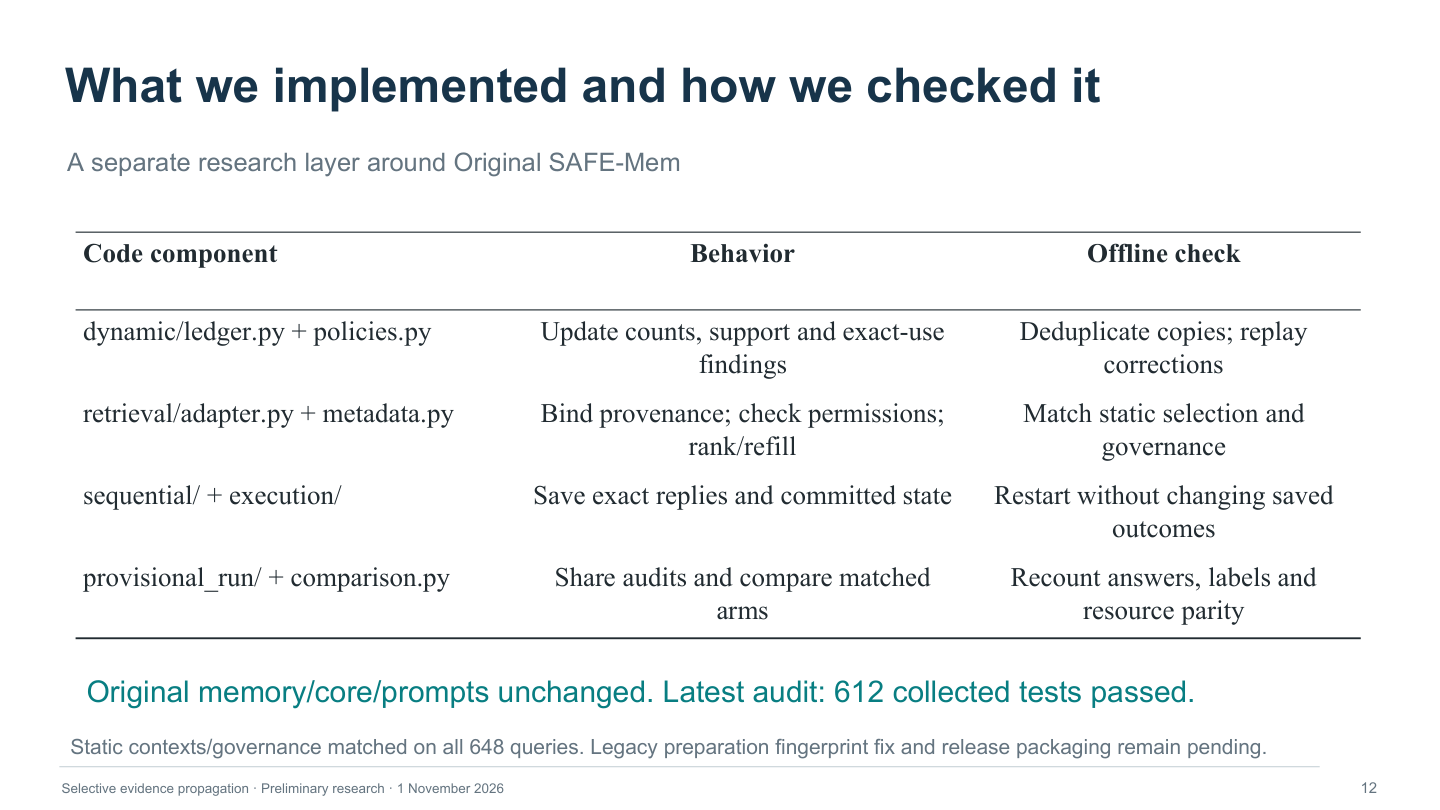 What we implemented and how we checked it
A separate research layer around Original SAFE-Mem
Code component Behavior Offline check
dynamic/ledger.py + policies.py Update counts, support and exact-use Deduplicate copies; replay
findings corrections
retrieval/adapter.py + metadata.py Bind provenance; check permissions; Match static selection and
rank/refill governance
sequential/ + execution/ Save exact replies and committed state Restart without changing saved
outcomes
provisional_run/ + comparison.py Share audits and compare matched Recount answers, labels and
arms resource parity
Original memory/core/prompts unchanged. Latest audit: 612 collected tests passed.
Static contexts/governance matched on all 648 queries. Legacy preparation fingerprint fix and release packaging remain pending.
Selective evidence propagation · Preliminary research · 1 November 2026 12